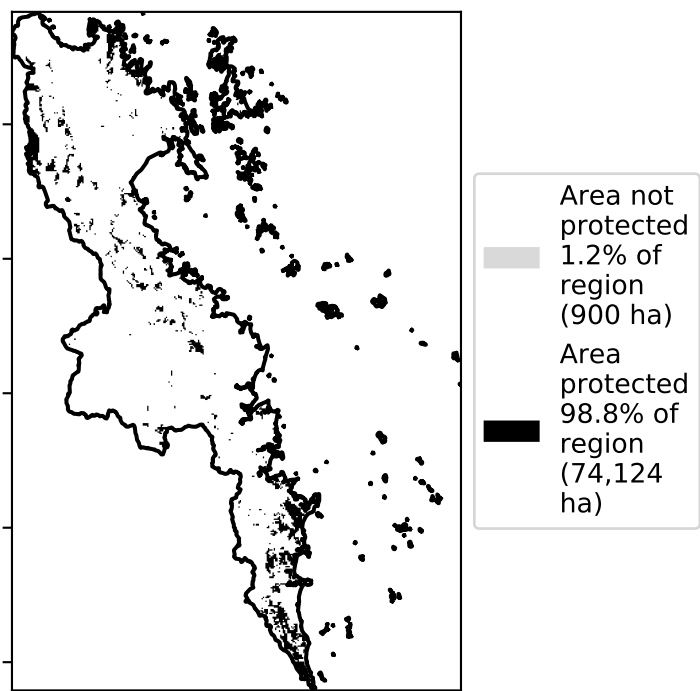 Area not
protected
1.2% of
region
(900 ha)
Area
protected
98.8% of
region
(74,124
ha)